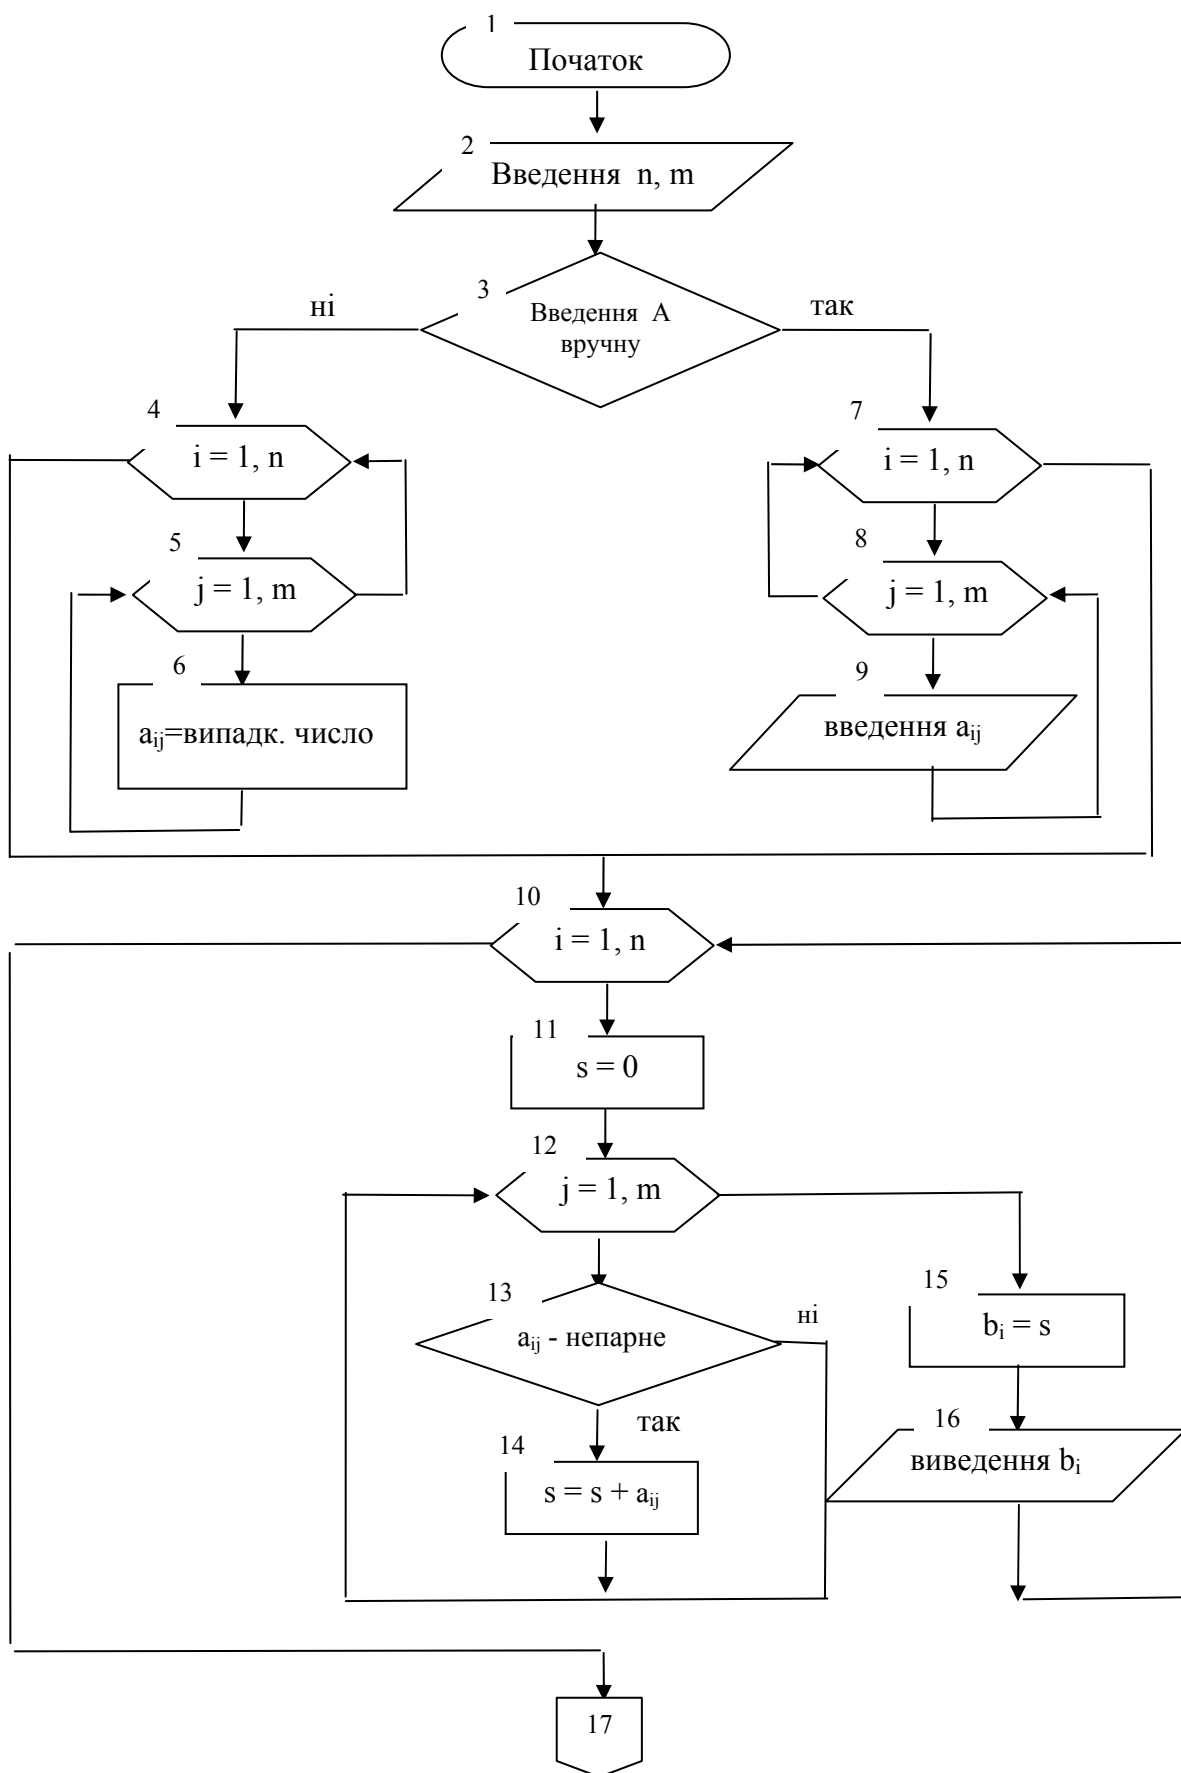 1
Початок
2
Введення n, m
3
Введення А
вручну
ні
так
4
i = 1, n
5
j = 1, m
6
aij=випадк. число
7
i = 1, n
8
j = 1, m
9
введення aij
10
i = 1, n
11
s = 0
12
j = 1, m
13
aij - непарне
ні
так
14
s = s + aij
15
bi = s
16
виведення bi
17